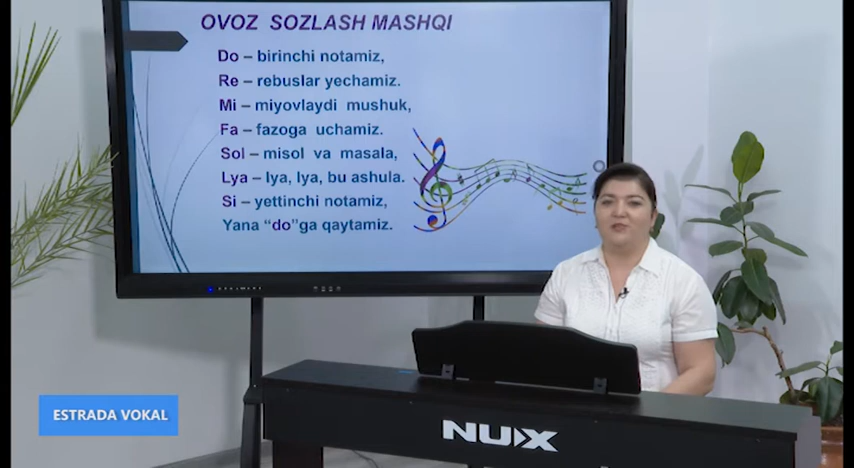 OVOZ SOZLASH MASHQI
Do – birinchi notamiz,
Re – rebuslar yechamiz.
Mi – miyovlaydi mushuk,
Fa – fazoga uchamiz.
Sol – misol va masala,
Lya – lya, lya, bu ashula.
Si – yettinchi notamiz,
Yana “do”ga qaytamiz.
ESTRADA VOKAL
NUX